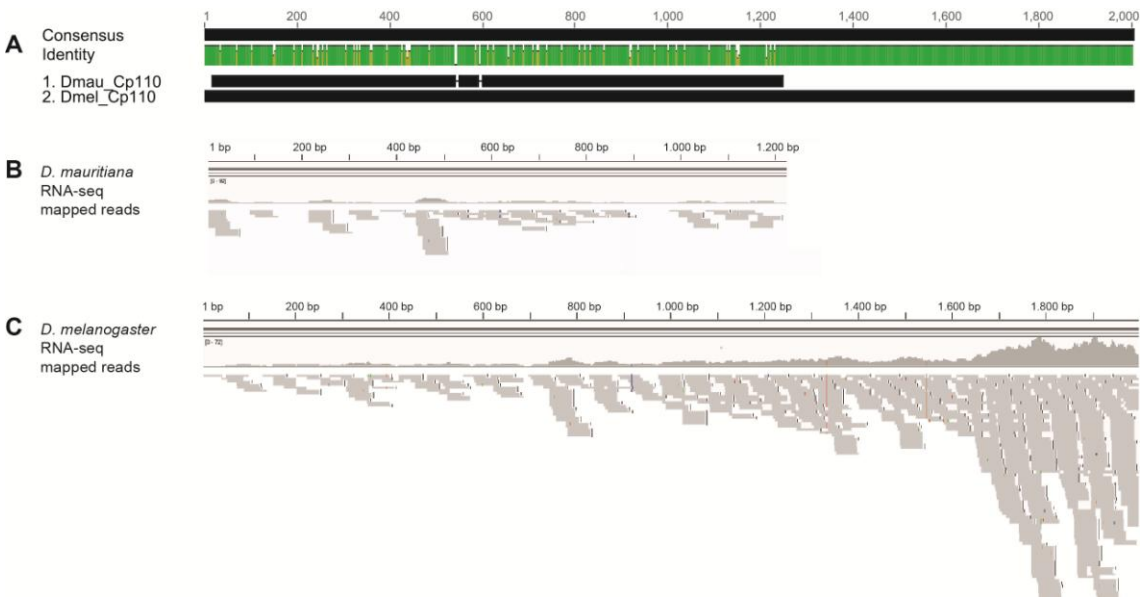 1 200 400 600 800 1,000 1,200 1,400 1,600 1,800 2,000
A Consensus
Identity
1. Dmau_Cp110
2. Dmel_Cp110
1 bp 200 bp 400 bp 600 bp 800 bp 1.000 bp 1.200 bp
B D. mauritiana
RNA-seq
mapped reads
1 bp 200 bp 400 bp 600 bp 800 bp 1.000 bp 1.200 bp 1.400 bp 1.600 bp 1.800 bp
C D. melanogaster
RNA-seq
mapped reads
[0 - 72]